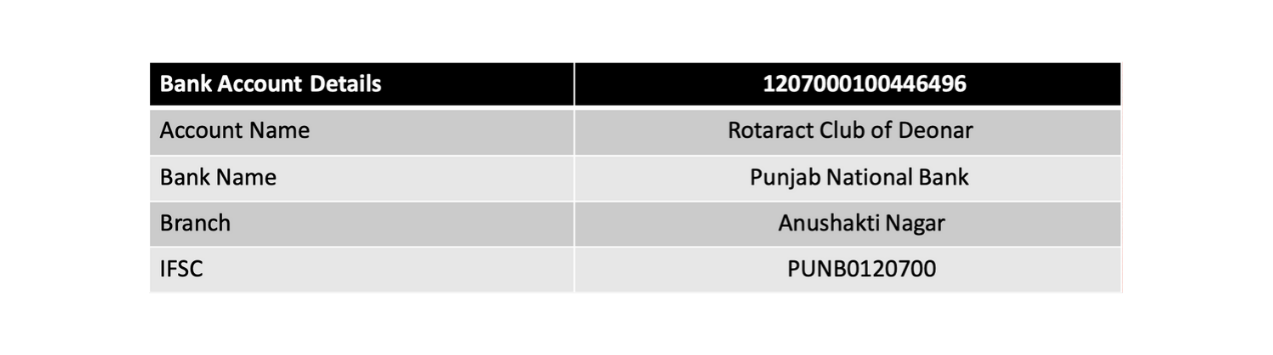 Bank Account Details 1207000100446496
Account Name Rotaract Club of Deonar
Bank Name Punjab National Bank
Branch Anushakti Nagar
IFSC PUNB0120700